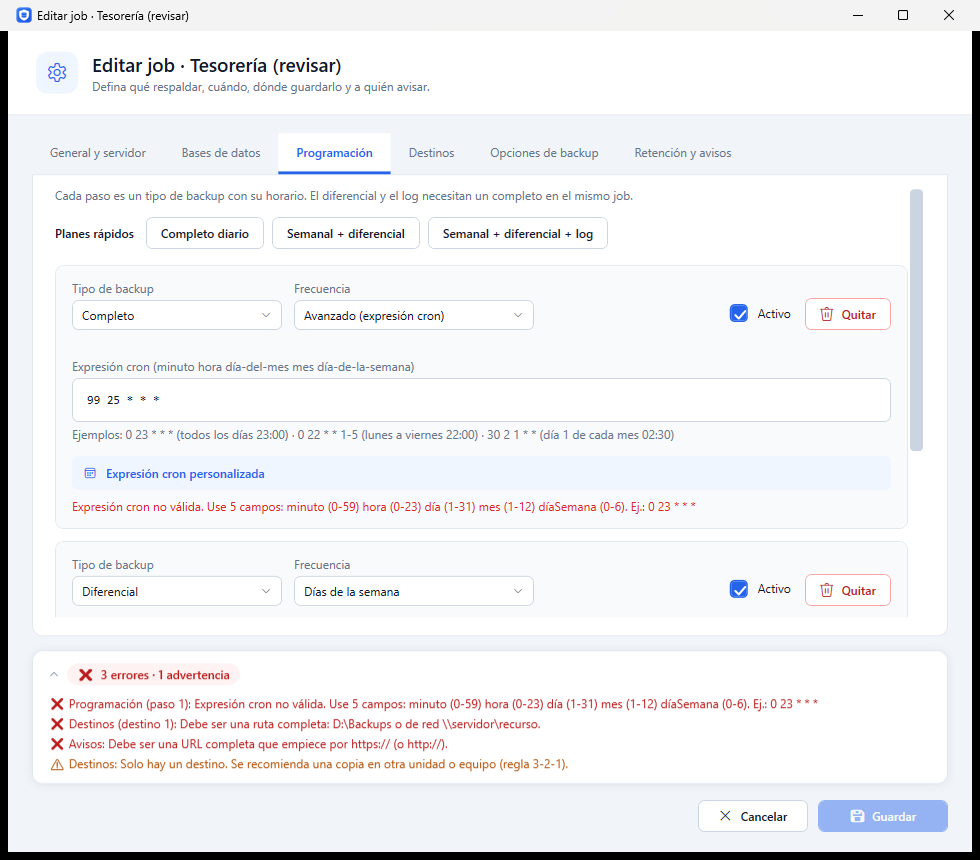 Editar job · Tesorería (revisar)
Editar job · Tesorería (revisar)
Defina qué respaldar, cuándo, dónde guardarlo y a quién avisar.
General y servidor
Bases de datos
Programación
Destinos
Opciones de backup
Retención y avisos
Cada paso es un tipo de backup con su horario. El diferencial y el log necesitan un completo en el mismo job.
Planes rápidos
Completo diario
Semanal + diferencial
Semanal + diferencial + log
Tipo de backup
Frecuencia
Completo
Avanzado (expresión cron)
Activo
Quitar
Expresión cron (minuto hora día-del-mes mes día-de-la-semana)
99 25 * * *
Ejemplos: 0 23 * * * (todos los días 23:00) · 0 22 * * 1-5 (lunes a viernes 22:00) · 30 2 1 * * (día 1 de cada mes 02:30)
Expresión cron personalizada
Expresión cron no válida. Use 5 campos: minuto (0-59) hora (0-23) día (1-31) mes (1-12) díaSemana (0-6). Ej.: 0 23 * * *
Tipo de backup
Frecuencia
Diferencial
Días de la semana
Activo
Quitar
3 errores · 1 advertencia
Programación (paso 1): Expresión cron no válida. Use 5 campos: minuto (0-59) hora (0-23) día (1-31) mes (1-12) díaSemana (0-6). Ej.: 0 23 * * *
Destinos (destino 1): Debe ser una ruta completa: D:\Backups o de red \\servidor\recurso.
Avisos: Debe ser una URL completa que empiece por https:// (o http://).
Destinos: Solo hay un destino. Se recomienda una copia en otra unidad o equipo (regla 3-2-1).
Cancelar
Guardar